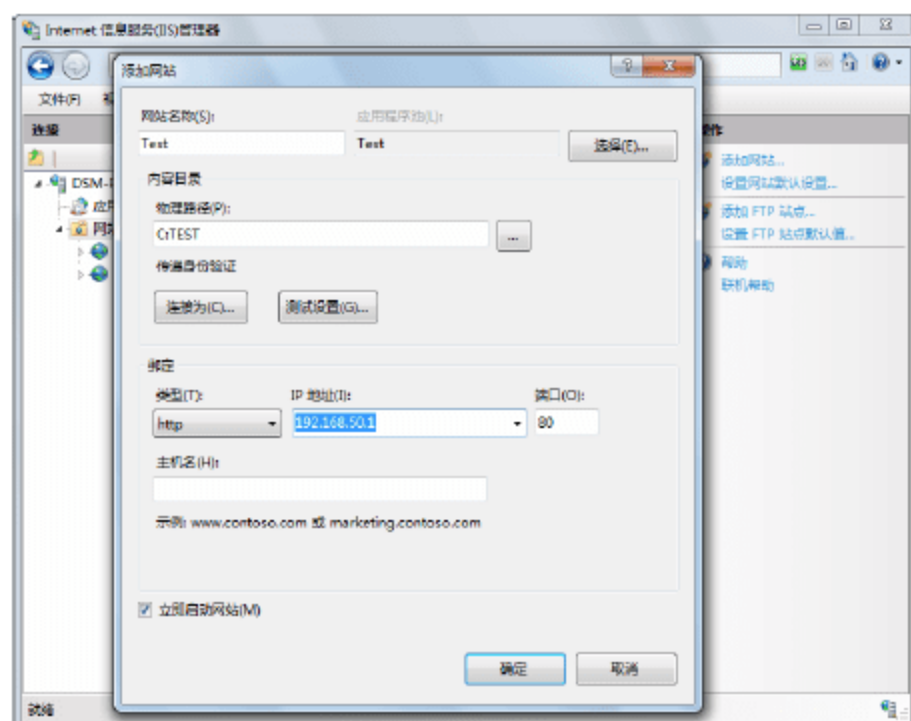 Internet 信息服务(IIS)管理器
添加网站
文件(F)
连接
网站名称(S):
应用程序池(L):
Test
Test
选择(E)...
内容目录
物理路径(P):
C:TEST
...
传递身份验证
连接为(C)...
测试设置(G)...
绑定
类型(T):
IP 地址(I):
端口(O):
http
192.168.50.1
80
主机名(H):
示例: www.contoso.com 或 marketing.contoso.com
立即启动网站(M)
确定
取消
DSM-
应用
网
操作
添加网站...
设置网站默认设置...
添加 FTP 站点...
设置 FTP 站点默认值...
帮助
联机帮助
就绪